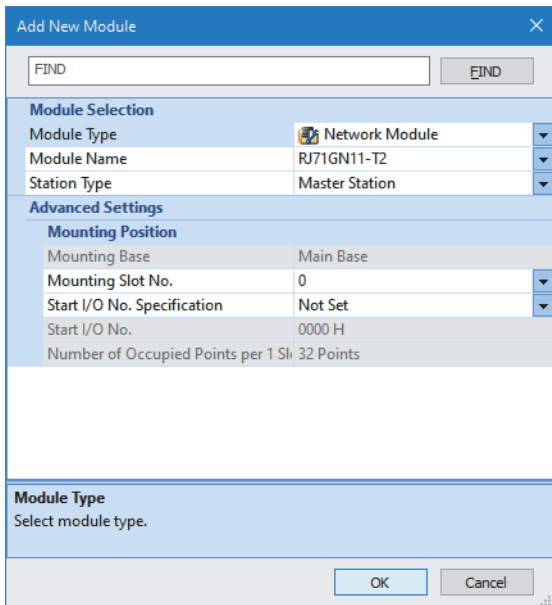 Add New Module
FIND FIND
Module Selection
Module Type Network Module
Module Name RJ71GN11-T2
Station Type Master Station
Advanced Settings
Mounting Position
Mounting Base Main Base
Mounting Slot No. 0
Start I/O No. Specification Not Set
Start I/O No. 0000 H
Number of Occupied Points per 1 Sl 32 Points
Module Type
Select module type.
OK Cancel